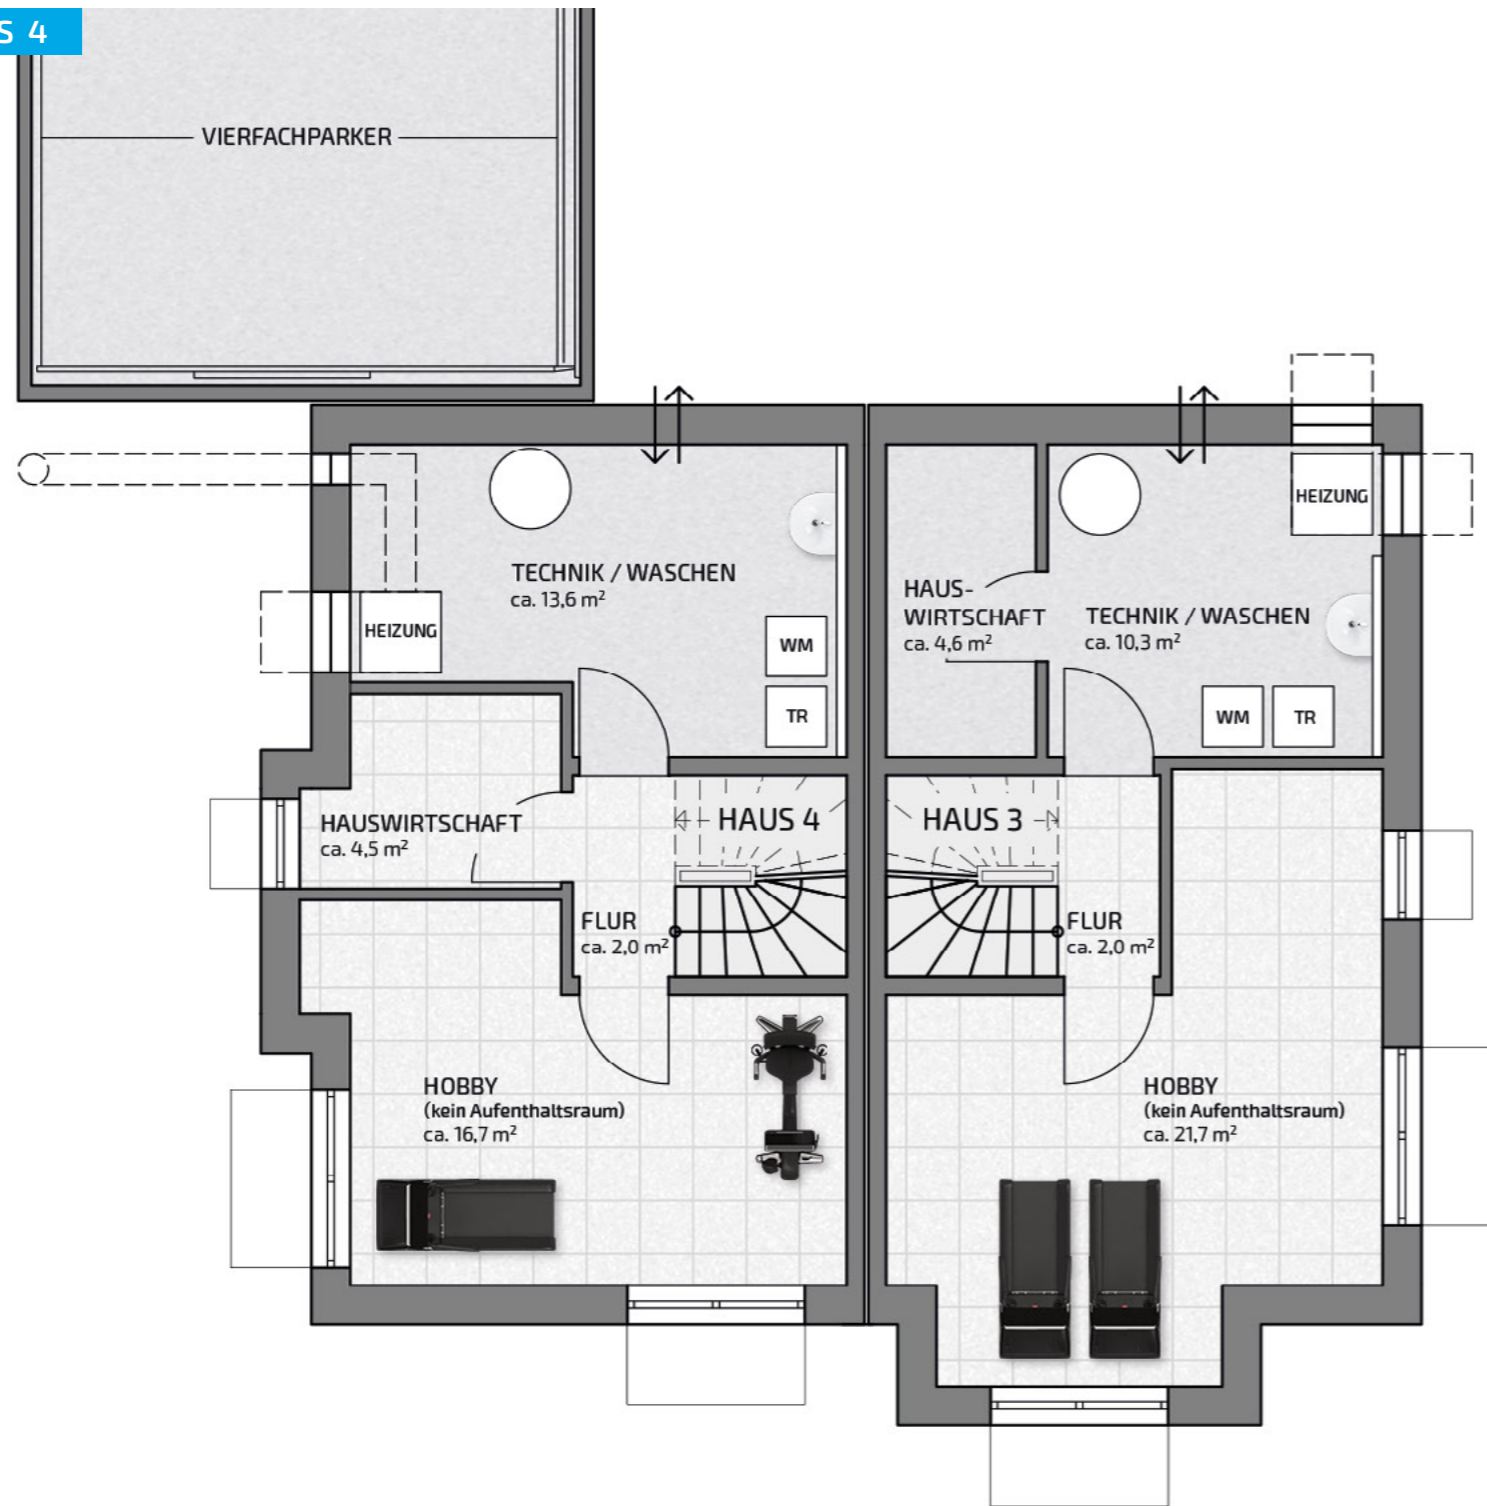 S 4
VIERFACHPARKER
TECHNIK / WASCHEN
ca. 13,6 m²
HEIZUNG
WM
TR
HAUSWIRTSCHAFT
ca. 4,5 m²
HAUS 4
FLUR
ca. 2,0 m²
HOBBY
(kein Aufenthaltsraum)
ca. 16,7 m²
HEIZUNG
HAUS-
WIRTSCHAFT
ca. 4,6 m²
TECHNIK / WASCHEN
ca. 10,3 m²
WM
TR
HAUS 3
FLUR
ca. 2,0 m²
HOBBY
(kein Aufenthaltsraum)
ca. 21,7 m²